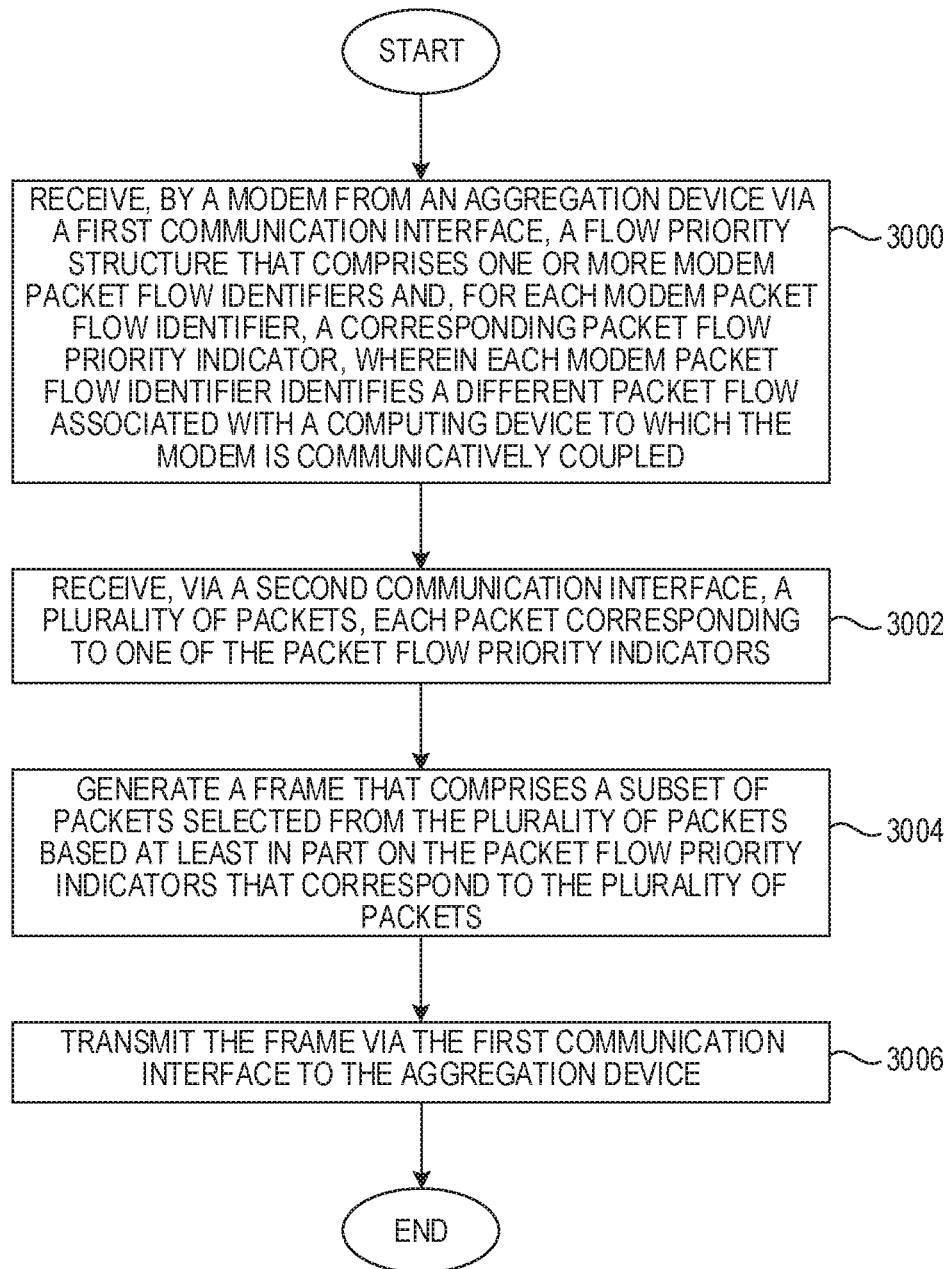 START
RECEIVE, BY A MODEM FROM AN AGGREGATION DEVICE VIA
A FIRST COMMUNICATION INTERFACE, A FLOW PRIORITY
STRUCTURE THAT COMPRISES ONE OR MORE MODEM
PACKET FLOW IDENTIFIERS AND, FOR EACH MODEM PACKET
FLOW IDENTIFIER, A CORRESPONDING PACKET FLOW
PRIORITY INDICATOR, WHEREIN EACH MODEM PACKET
FLOW IDENTIFIER IDENTIFIES A DIFFERENT PACKET FLOW
ASSOCIATED WITH A COMPUTING DEVICE TO WHICH THE
MODEM IS COMMUNICATIVELY COUPLED
3000
RECEIVE, VIA A SECOND COMMUNICATION INTERFACE, A
PLURALITY OF PACKETS, EACH PACKET CORRESPONDING
TO ONE OF THE PACKET FLOW PRIORITY INDICATORS
3002
GENERATE A FRAME THAT COMPRISES A SUBSET OF
PACKETS SELECTED FROM THE PLURALITY OF PACKETS
BASED AT LEAST IN PART ON THE PACKET FLOW PRIORITY
INDICATORS THAT CORRESPOND TO THE PLURALITY OF
PACKETS
3004
TRANSMIT THE FRAME VIA THE FIRST COMMUNICATION
INTERFACE TO THE AGGREGATION DEVICE
3006
END